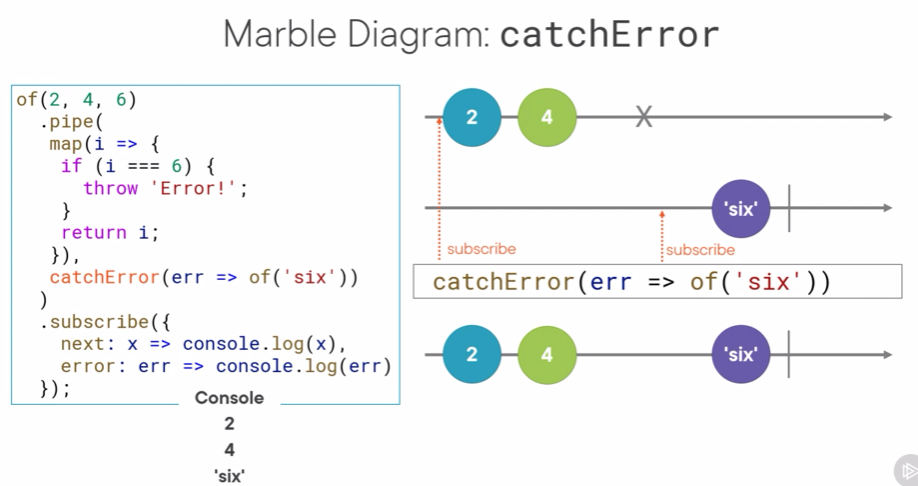 Marble Diagram: catchError
of(2, 4, 6)
.pipe(
map(i => {
if (i === 6) {
throw 'Error!';
}
return i;
}),
catchError(err => of('six'))
)
.subscribe({
next: x => console.log(x),
error: err => console.log(err)
});
Console
2
4
'six'
2 4 X
'six'
subscribe subscribe
catchError(err => of('six'))
2 4 'six'